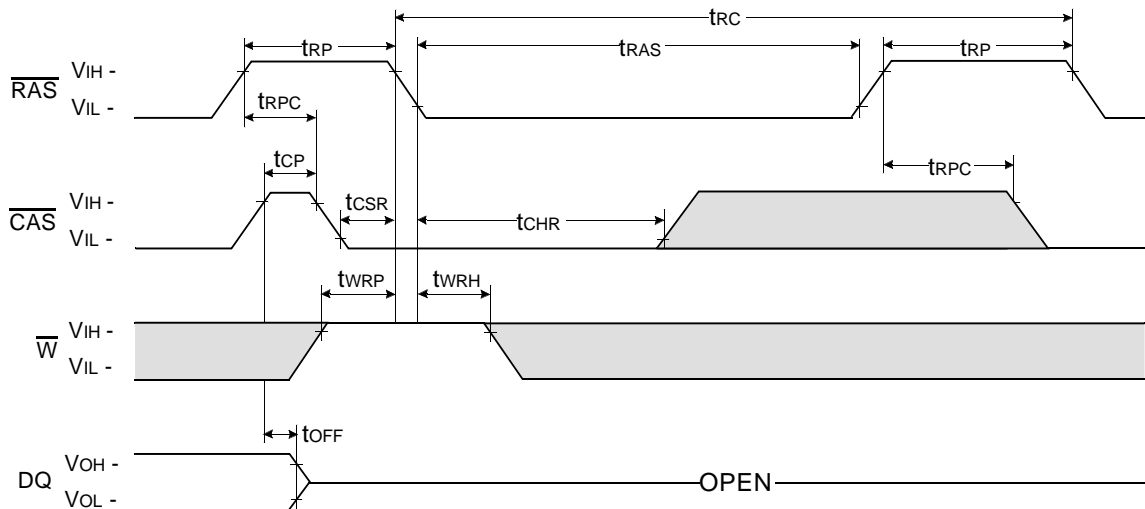 tRC
tRP tRAS tRP
RAS VIH -
VIL -
tRPC
tCP
tRPC
CAS VIH -
VIL -
tCSR
tCHR
tWRP tWRH
W VIH -
VIL -
tOFF
DQ VOH -
VOL -
OPEN